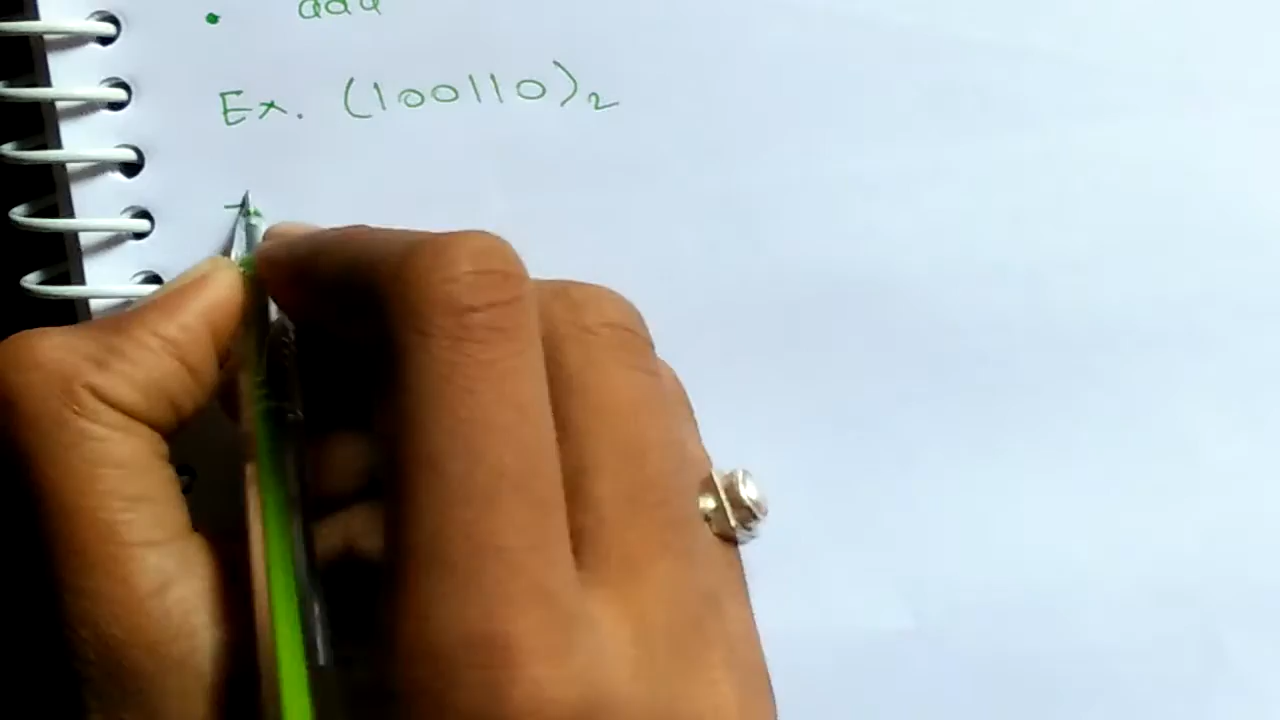 • add
Ex. (100110)₂